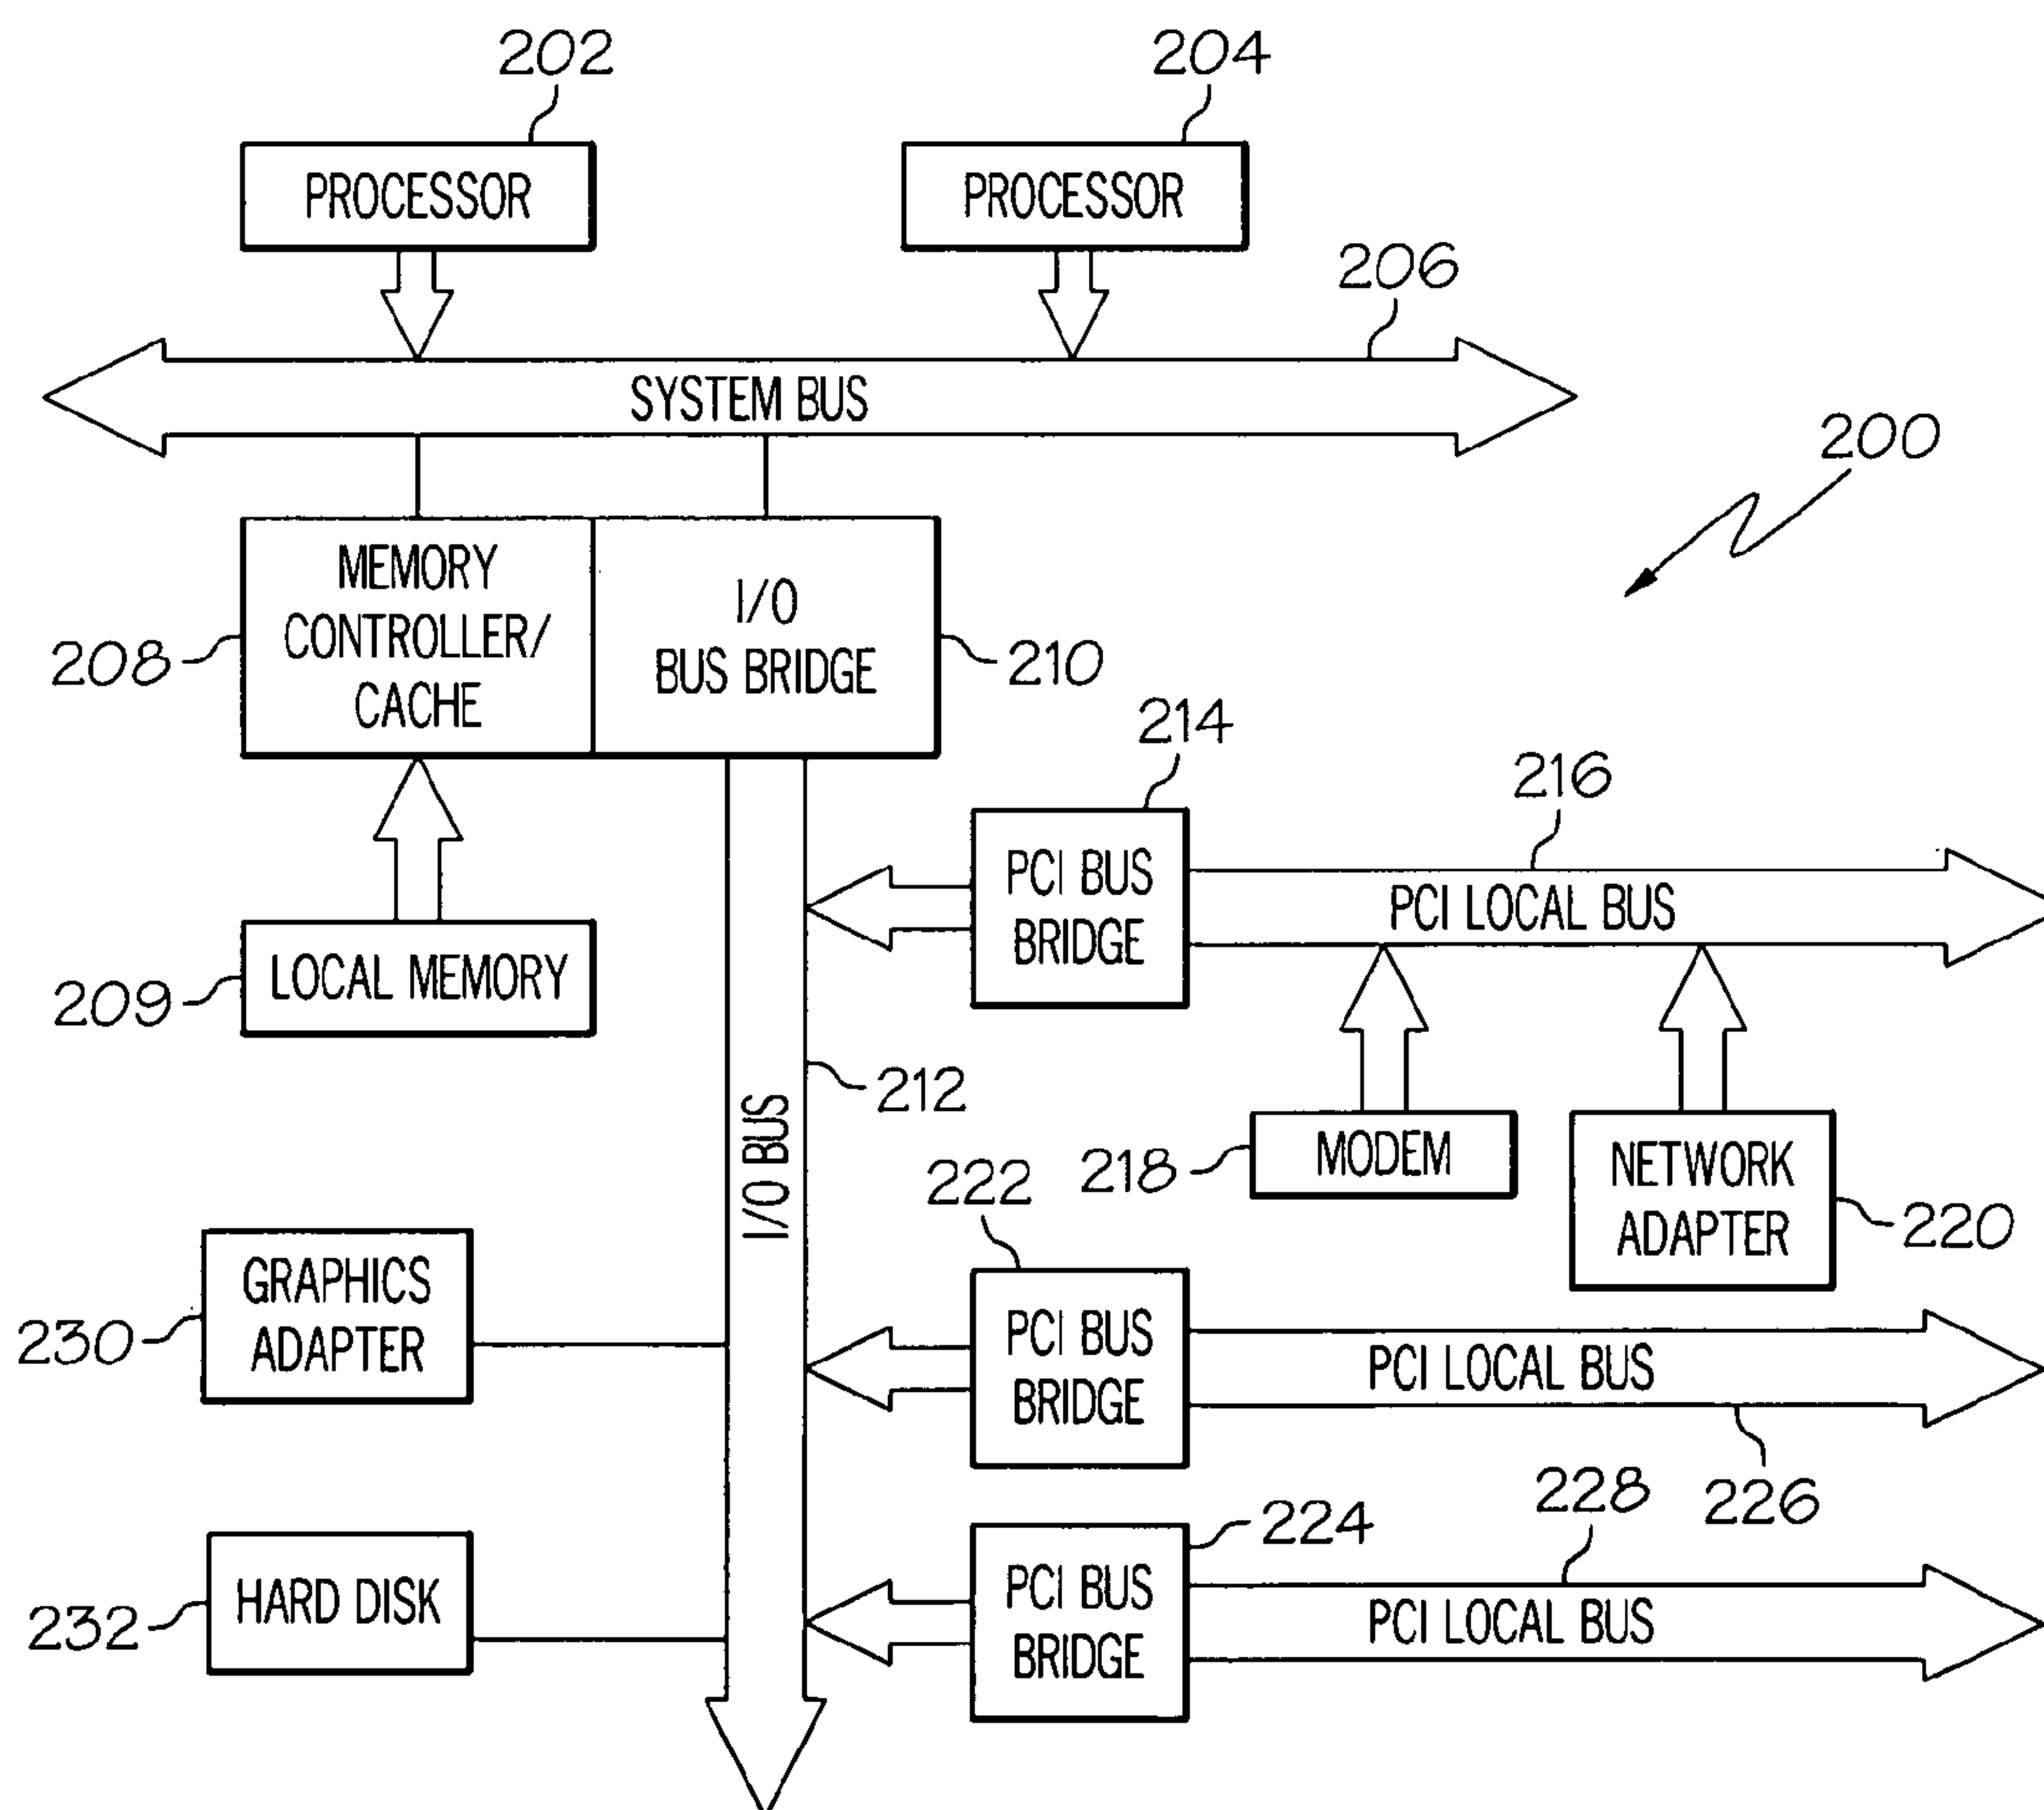 202
204
PROCESSOR
PROCESSOR
206
SYSTEM BUS
200
MEMORY
CONTROLLER/
CACHE
I/O
BUS BRIDGE
208
210
214
216
PCI BUS
BRIDGE
PCI LOCAL BUS
LOCAL MEMORY
209
212
I/O BUS
218
MODEM
NETWORK
ADAPTER
220
222
GRAPHICS
ADAPTER
230
PCI BUS
BRIDGE
PCI LOCAL BUS
226
228
224
HARD DISK
232
PCI BUS
BRIDGE
PCI LOCAL BUS